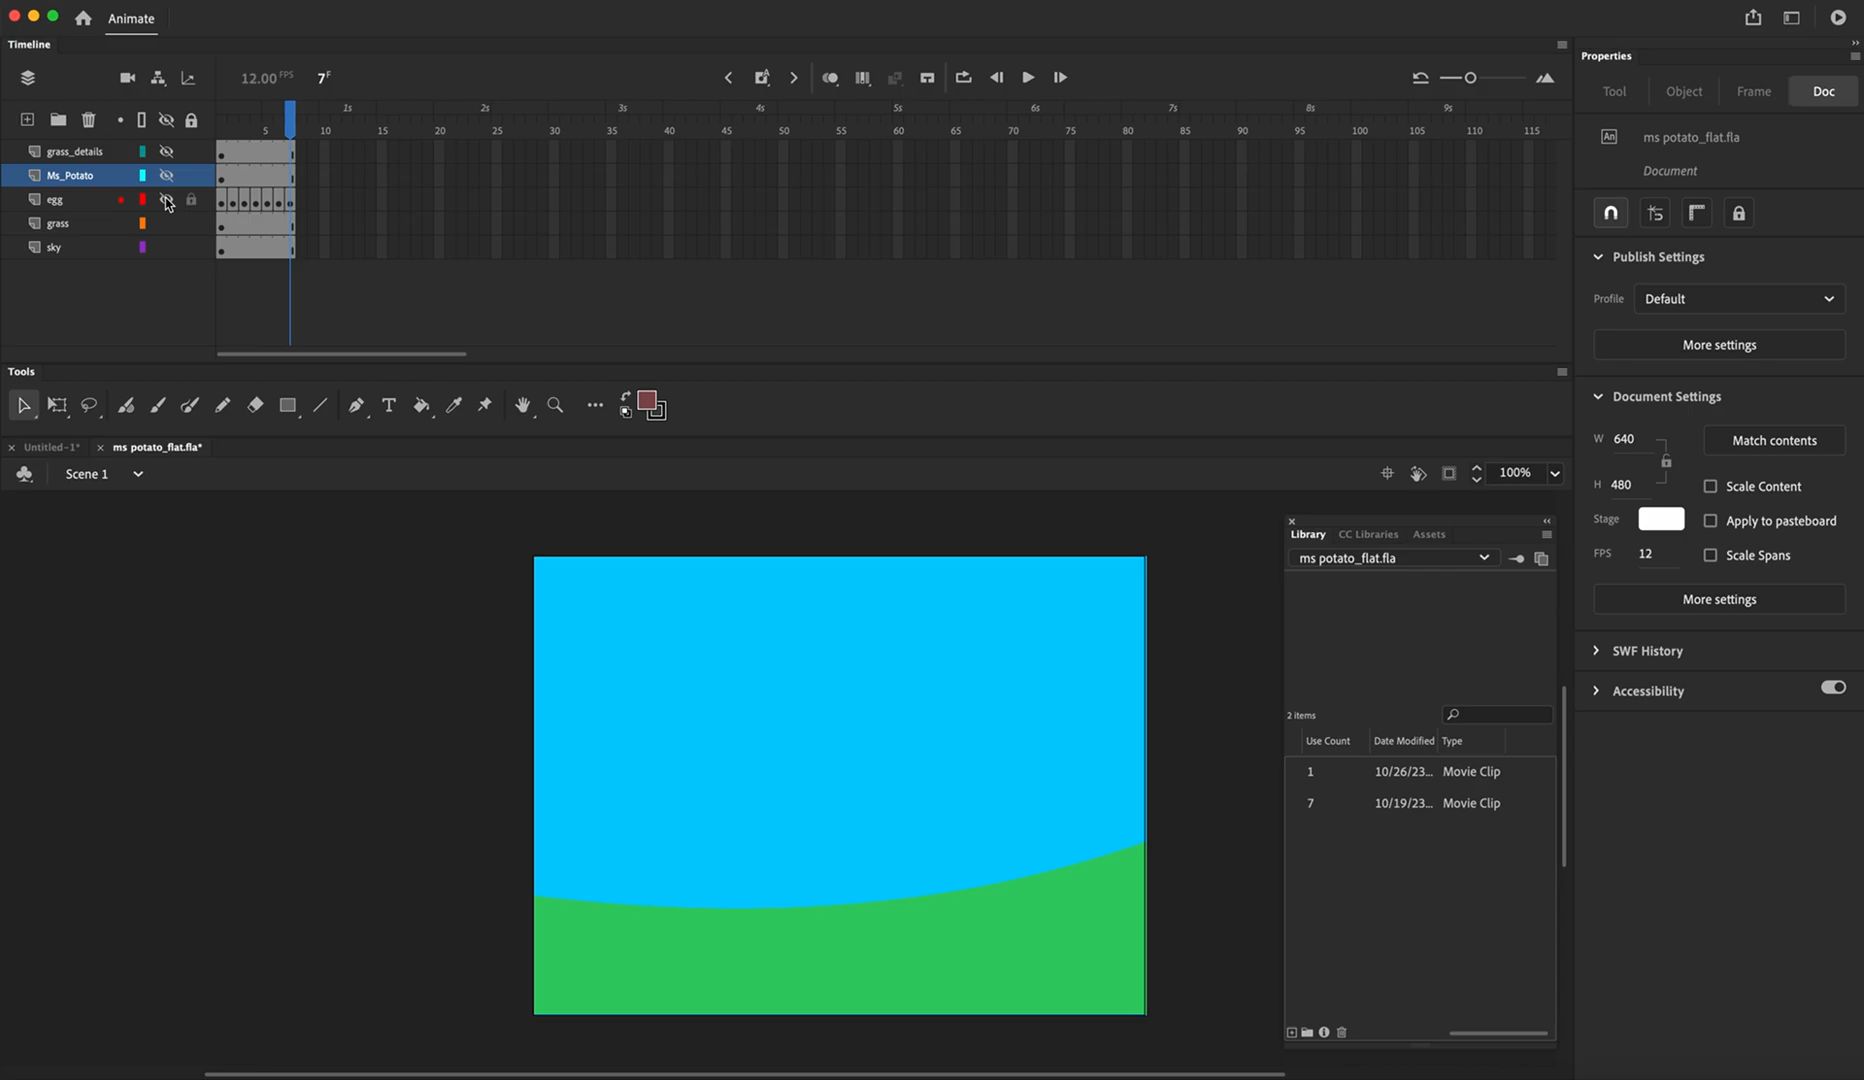 Animate
Timeline
12.00 FPS 7 F
1s 2s 3s 4s 5s 6s 7s 8s 9s
5 10 15 20 25 30 35 40 45 50 55 60 65 70 75 80 85 90 95 100 105 110 115
grass_details
Ms_Potato
egg
grass
sky
Tools
Untitled-1*
ms potato_flat.fla*
Scene 1
100%
Library CC Libraries Assets
ms potato_flat.fla
2 items
Use Count Date Modified Type
1 10/26/23... Movie Clip
7 10/19/23... Movie Clip
Properties
Tool Object Frame Doc
An ms potato_flat.fla
Document
Publish Settings
Profile Default
More settings
Document Settings
W 640 Match contents
H 480 Scale Content
Stage Apply to pasteboard
FPS 12 Scale Spans
More settings
SWF History
Accessibility